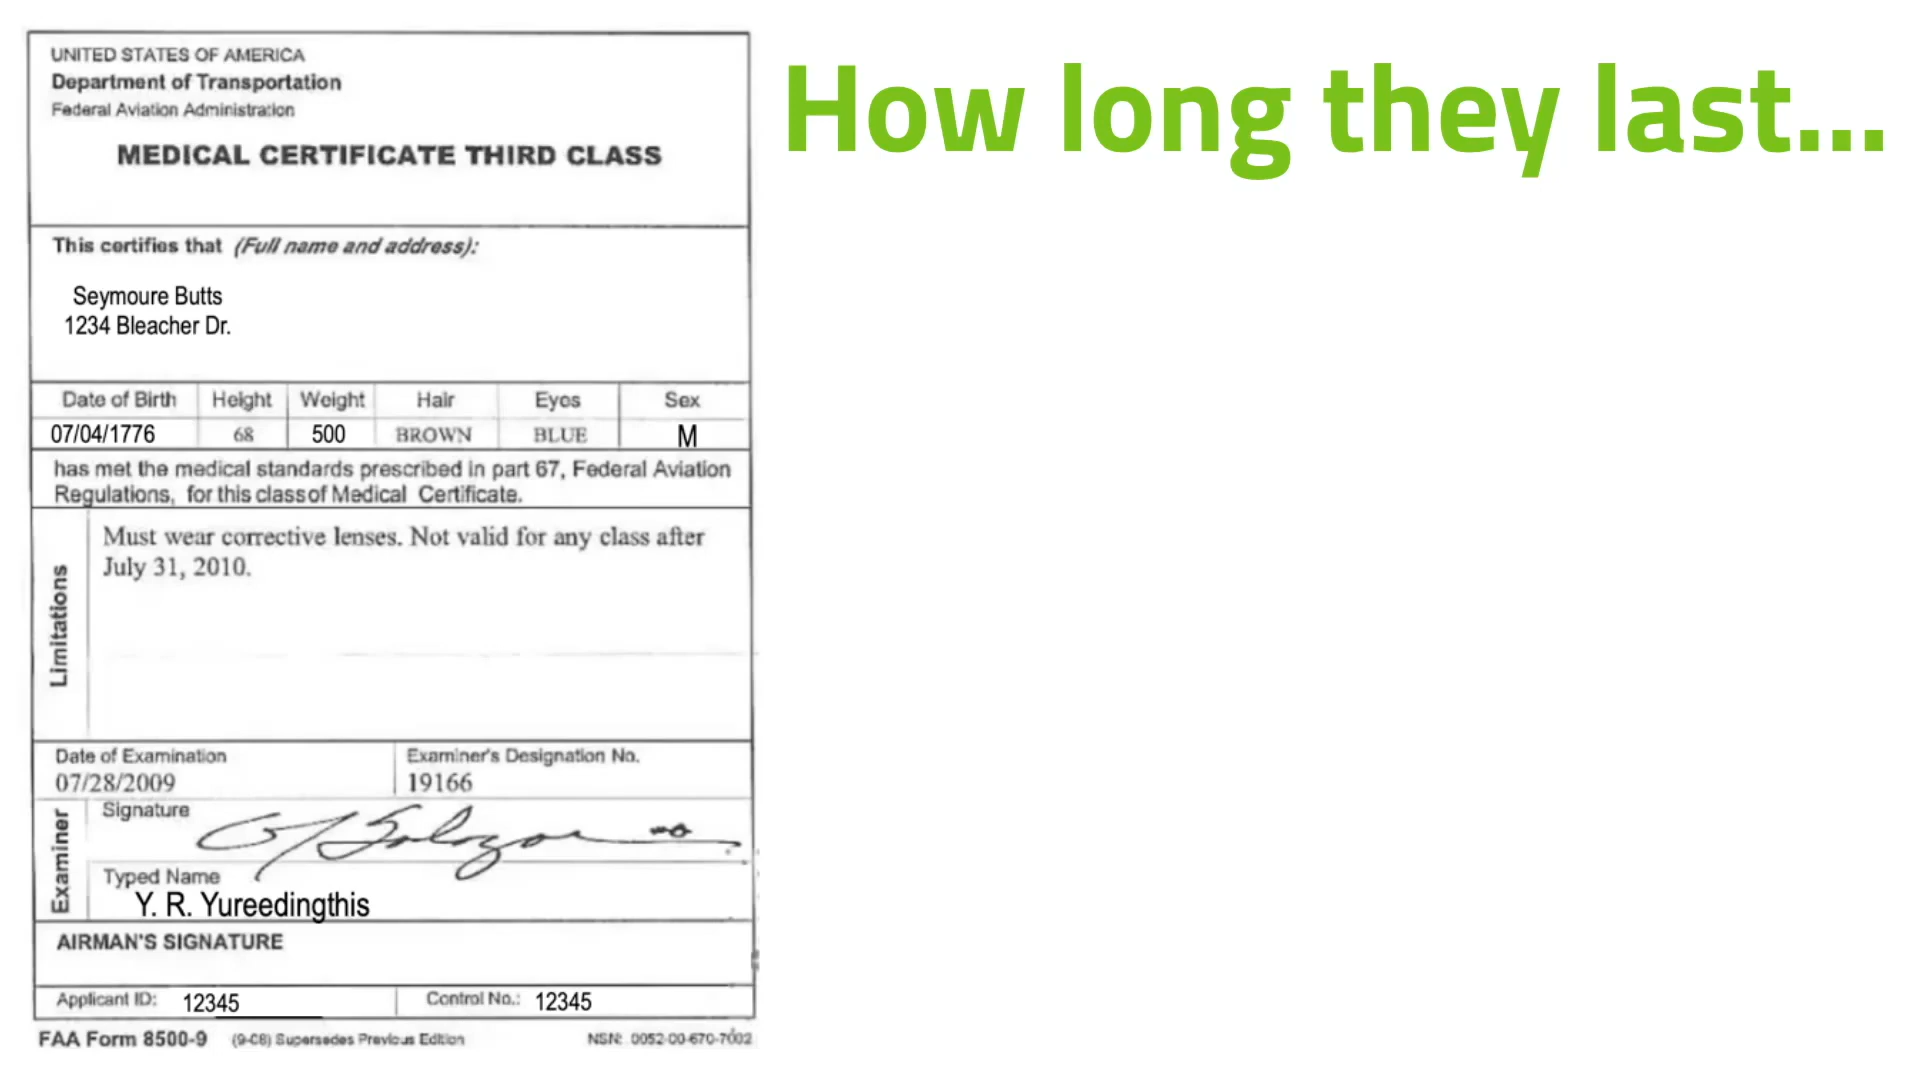 UNITED STATES OF AMERICA
Department of Transportation
Federal Aviation Administration
MEDICAL CERTIFICATE THIRD CLASS
This certifies that (Full name and address):
Seymoure Butts
1234 Bleacher Dr.
Date of Birth Height Weight Hair Eyes Sex
07/04/1776 68 500 BROWN BLUE M
has met the medical standards prescribed in part 67, Federal Aviation
Regulations, for this class of Medical Certificate.
Limitations
Must wear corrective lenses. Not valid for any class after
July 31, 2010.
Date of Examination Examiner's Designation No.
07/28/2009 19166
Examiner
Signature
Typed Name
Y. R. Yureedingthis
AIRMAN'S SIGNATURE
Applicant ID: 12345 Control No.: 12345
FAA Form 8500-9 (9-08) Supersedes Previous Edition NSN: 0052-00-670-7002
How long they last...